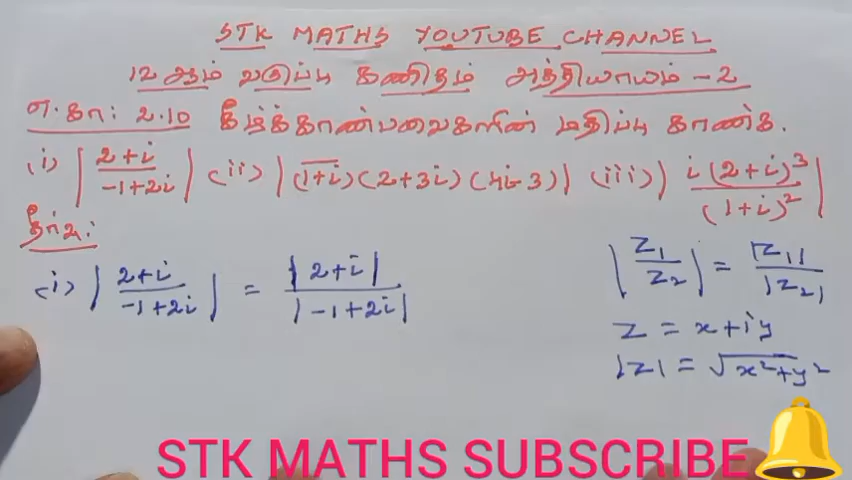 STK MATHS YOUTUBE CHANNEL
12 ஆம் வகுப்பு கணிதம் அத்தியாயம் - 2
எ.கா: 2.10 கீழ்க்காண்பவைகளின் மதிப்பு காண்க.
(i) |2+i / -1+2i| (ii) |(\overline{1+i})(2+3i)(4i-3)| (iii) |i(2+i)³ / (1+i)²|
தீர்வு:
(i) |2+i / -1+2i| = |2+i| / |-1+2i|
|z₁ / z₂| = |z₁| / |z₂|
z = x+iy
|z| = √x²+y²
STK MATHS SUBSCRIBE